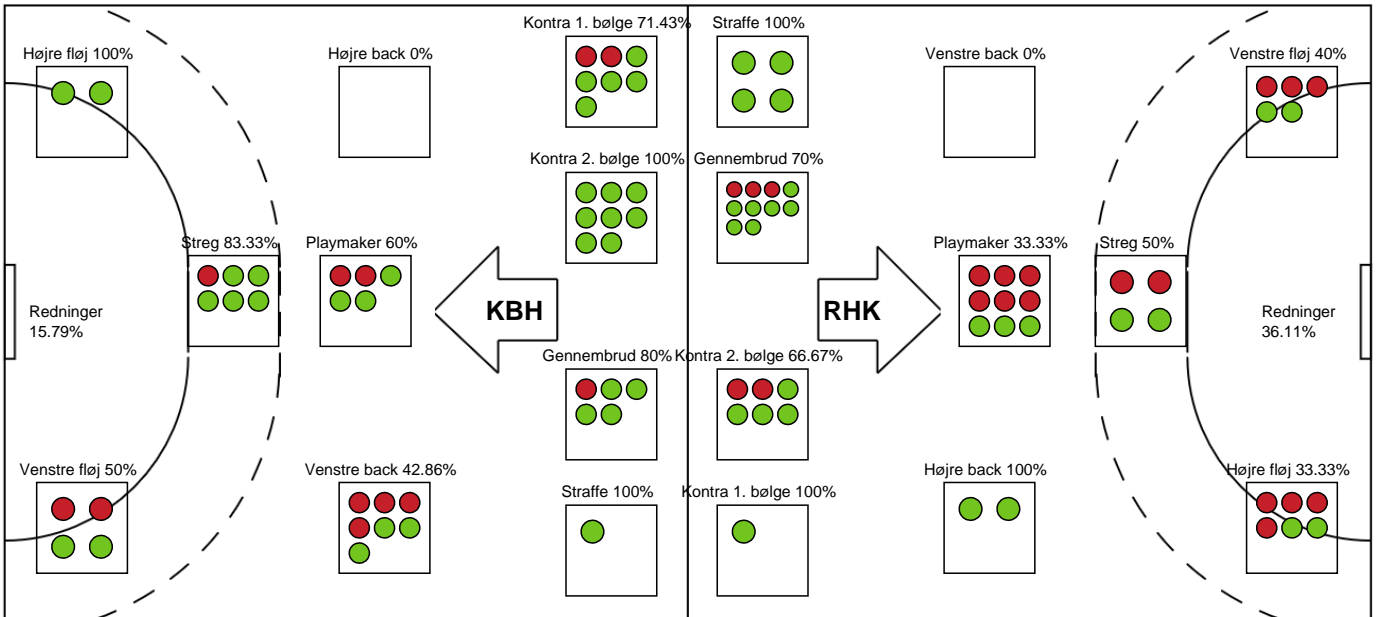 Kontra 1. bølge 71.43%
Straffe 100%
Højre fløj 100%
Højre back 0%
Venstre back 0%
Venstre fløj 40%
Kontra 2. bølge 100%
Gennembrud 70%
Streg 83.33%
Playmaker 60%
Playmaker 33.33%
Streg 50%
Redninger
15.79%
KBH
RHK
Redninger
36.11%
Gennembrud 80%
Kontra 2. bølge 66.67%
Venstre fløj 50%
Venstre back 42.86%
Højre back 100%
Højre fløj 33.33%
Straffe 100%
Kontra 1. bølge 100%